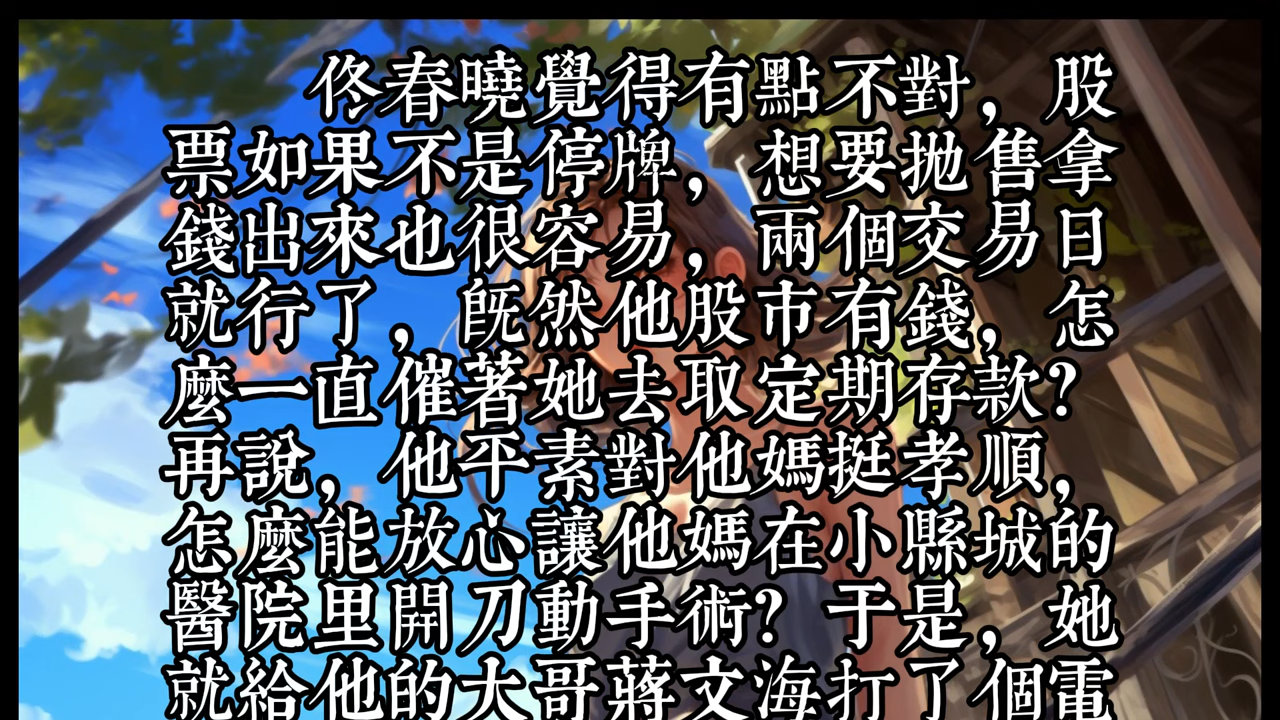 佟春曉覺得有點不對，股
票如果不是停牌，想要拋售拿
錢出來也很容易，兩個交易日
就行了，既然他股市有錢，怎
麼一直催著她去取定期存款？
再說，他平素對他媽挺孝順，
怎麼能放心讓他媽在小縣城的
醫院里開刀動手術？于是，她
就給他的大哥蔣文海打了個電